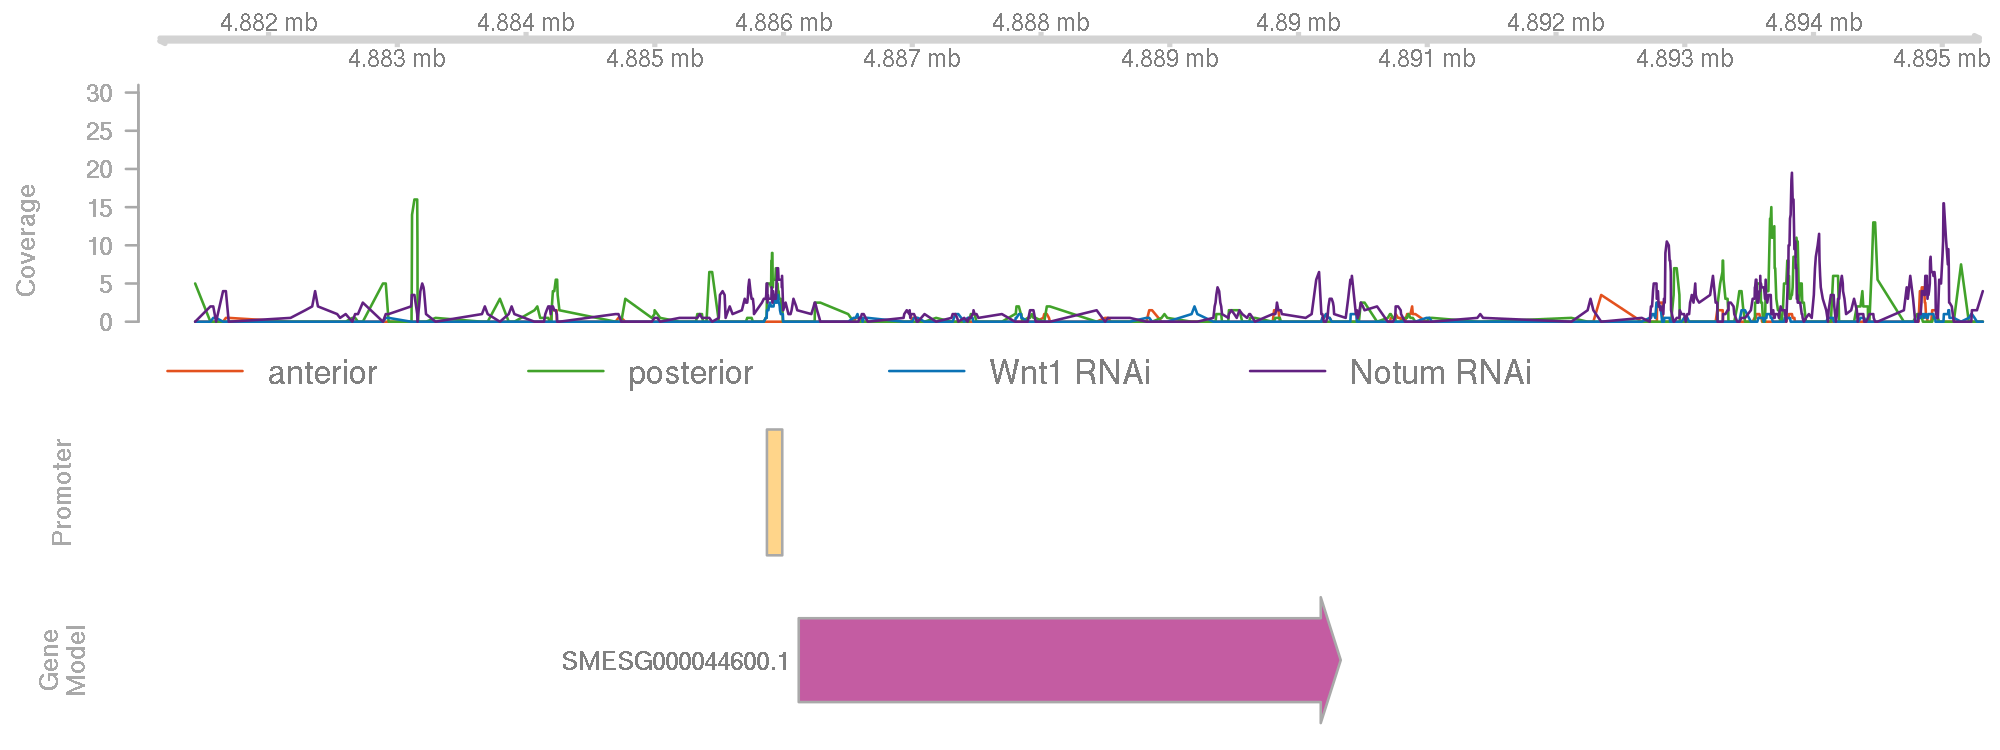 4.882 mb 4.884 mb 4.886 mb 4.888 mb 4.89 mb 4.892 mb 4.894 mb
4.883 mb 4.885 mb 4.887 mb 4.889 mb 4.891 mb 4.893 mb 4.895 mb
Coverage
30
25
20
15
10
5
0
anterior posterior Wnt1 RNAi Notum RNAi
Promoter
Gene
Model
SMESG000044600.1